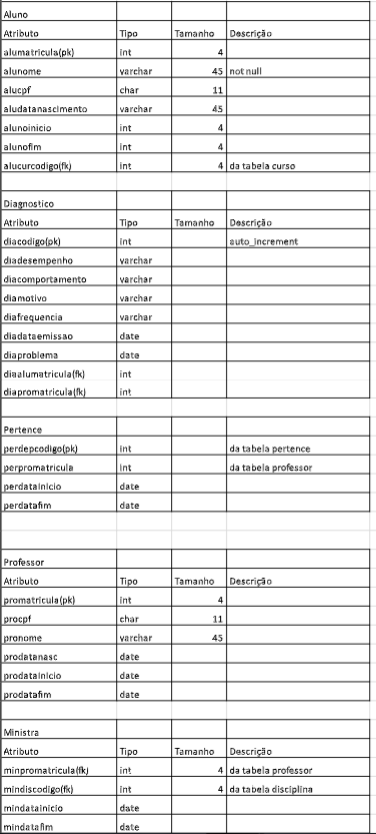 Aluno
Atributo Tipo Tamanho Descrição
alumatricula(pk) int 4
alunome varchar 45 not null
alucpf char 11
aludatanascimento varchar 45
alunoinicio int 4
alunofim int 4
alucurcodigo(fk) int 4 da tabela curso
Diagnostico
Atributo Tipo Tamanho Descrição
diacodigo(pk) int auto_increment
diadesempenho varchar
diacomportamento varchar
diamotivo varchar
diafrequencia varchar
diadataemissao date
diaproblema date
diaalumatricula(fk) int
diapromatricula(fk) int
Pertence
perdepcodigo(pk) int da tabela pertence
perpromatricula int da tabela professor
perdatainicio date
perdatafim date
Professor
Atributo Tipo Tamanho Descrição
promatricula(pk) int 4
procpf char 11
pronome varchar 45
prodatanasc date
prodatainicio date
prodatafim date
Ministra
Atributo Tipo Tamanho Descrição
minpromatricula(fk) int 4 da tabela professor
mindiscodigo(fk) int 4 da tabela disciplina
mindatainicio date
mindatafim date